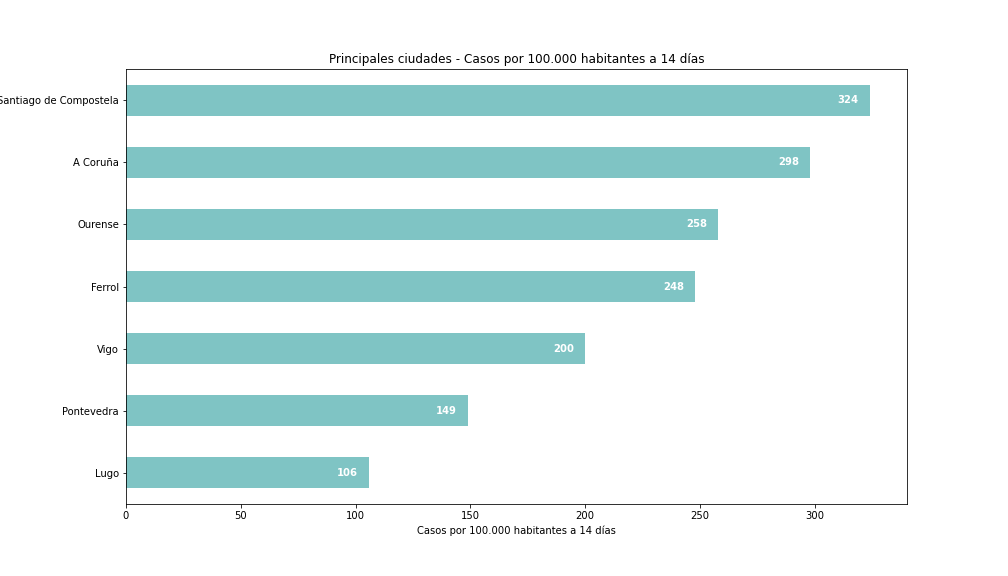 Principales ciudades - Casos por 100.000 habitantes a 14 días
Santiago de Compostela
324
A Coruña
298
Ourense
258
Ferrol
248
Vigo
200
Pontevedra
149
Lugo
106
0 50 100 150 200 250 300
Casos por 100.000 habitantes a 14 días